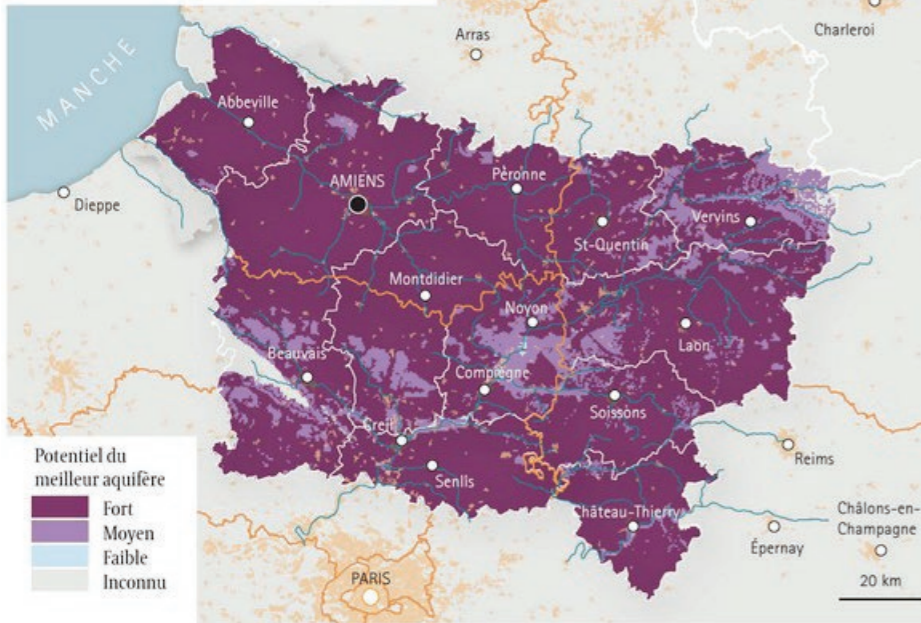 Charleroi
Arras
MANCHE
Abbeville
AMIENS
Péronne
Dieppe
St-Quentin
Vervins
Montdidier
Noyon
Laon
Beauvais
Compiègne
Soissons
Creil
Senlis
Reims
Château-Thierry
Épernay
Châlons-en-
Champagne
PARIS
20 km
Potentiel du
meilleur aquifère
Fort
Moyen
Faible
Inconnu